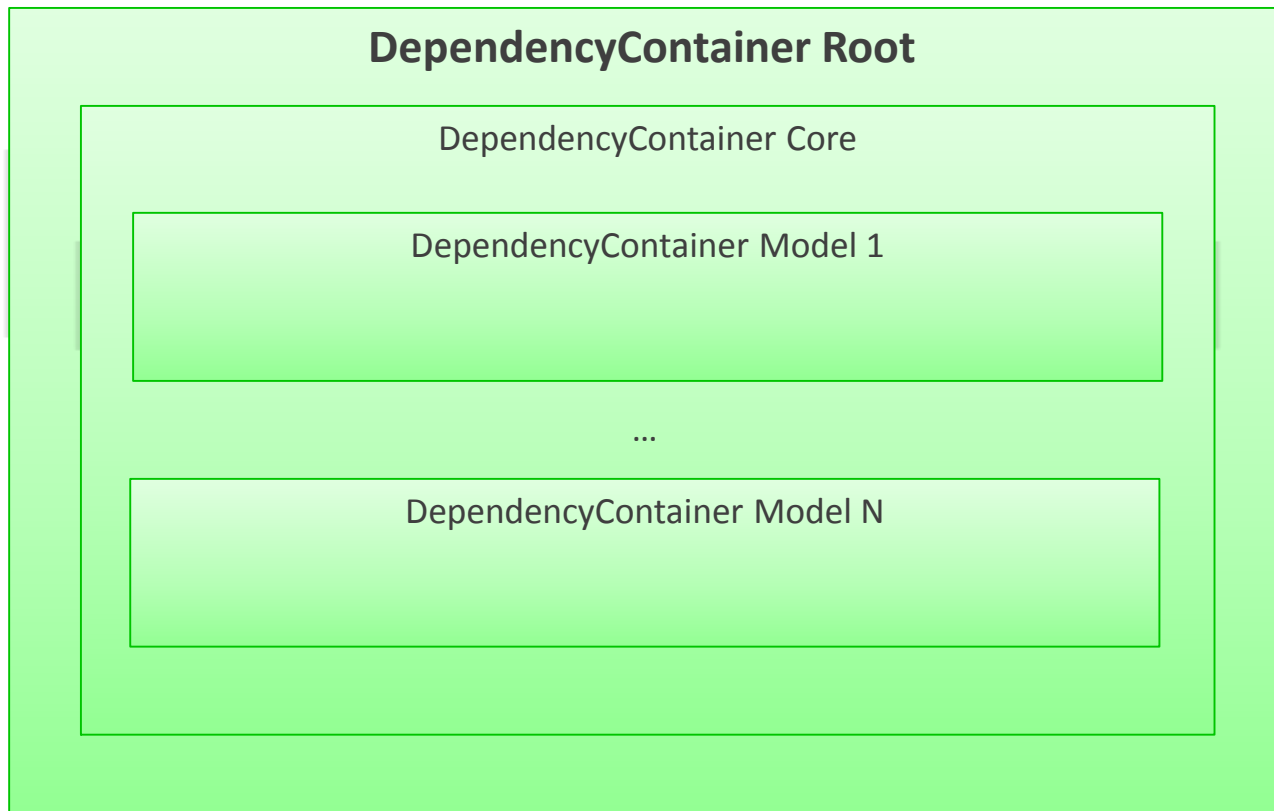 DependencyContainer Root
DependencyContainer Core
DependencyContainer Model 1
…
DependencyContainer Model N